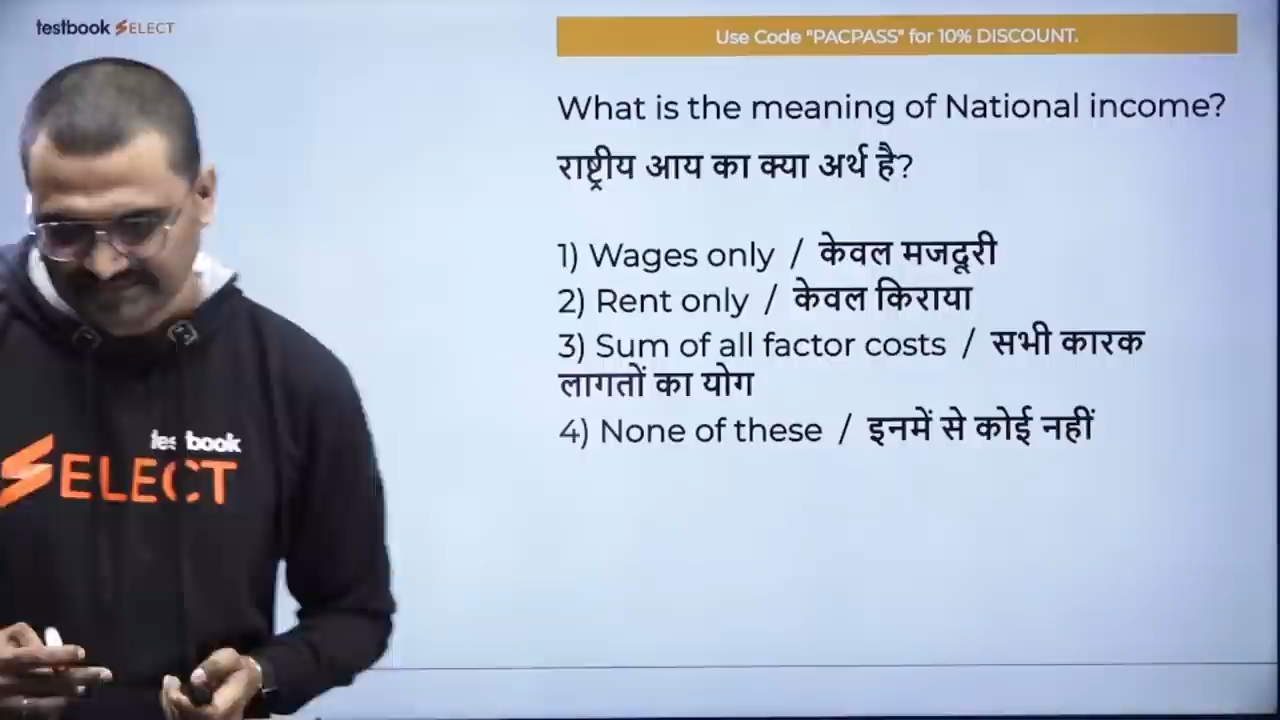 testbook SELECT
Use Code "PACPASS" for 10% DISCOUNT.
What is the meaning of National income?
राष्ट्रीय आय का क्या अर्थ है?
1) Wages only / केवल मजदूरी
2) Rent only / केवल किराया
3) Sum of all factor costs / सभी कारक
लागतों का योग
4) None of these / इनमें से कोई नहीं
testbook
SELECT